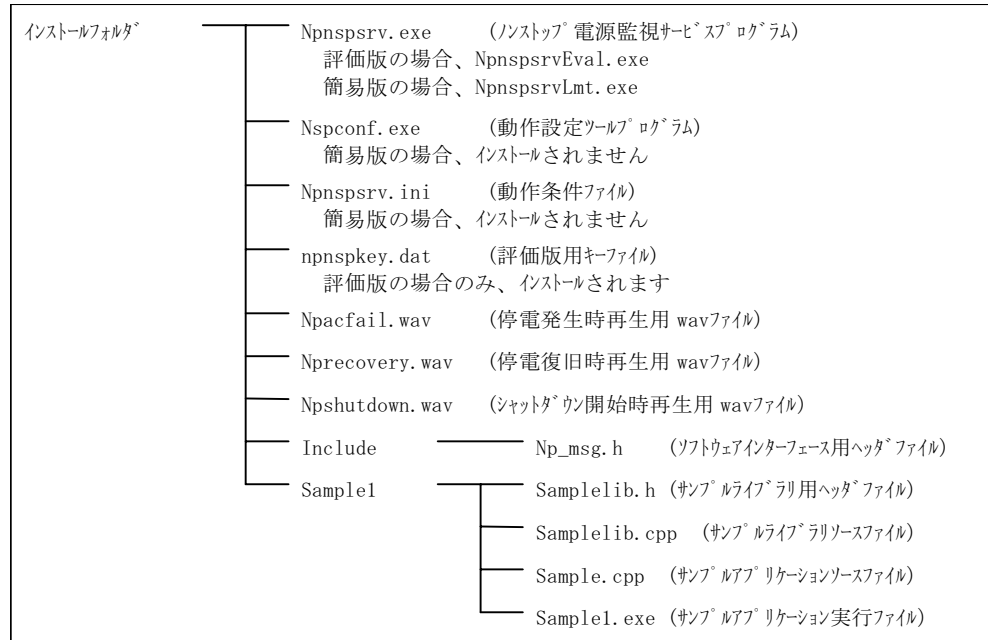 ｲﾝｽﾄｰﾙﾌｫﾙﾀﾞ Npnspsrv.exe (ﾉﾝｽﾄｯﾌﾟ電源監視ｻｰﾋﾞｽﾌﾟﾛｸﾞﾗﾑ)
評価版の場合、NpnspsrvEval.exe
簡易版の場合、NpnspsrvLmt.exe
Nspconf.exe (動作設定ﾂｰﾙﾌﾟﾛｸﾞﾗﾑ)
簡易版の場合、ｲﾝｽﾄｰﾙされません
Npnspsrv.ini (動作条件ﾌｧｲﾙ)
簡易版の場合、ｲﾝｽﾄｰﾙされません
npnspkey.dat (評価版用ｷｰﾌｧｲﾙ)
評価版の場合のみ、ｲﾝｽﾄｰﾙされます
Npacfail.wav (停電発生時再生用 wavﾌｧｲﾙ)
Nprecovery.wav (停電復旧時再生用 wavﾌｧｲﾙ)
Npshutdown.wav (ｼｬｯﾄﾀﾞｳﾝ開始時再生用 wavﾌｧｲﾙ)
Include Np_msg.h (ｿﾌﾄｳｪｱｲﾝﾀｰﾌｪｰｽ用ﾍｯﾀﾞﾌｧｲﾙ)
Sample1 Samplelib.h (ｻﾝﾌﾟﾙﾗｲﾌﾞﾗﾘ用ﾍｯﾀﾞﾌｧｲﾙ)
Samplelib.cpp (ｻﾝﾌﾟﾙﾗｲﾌﾞﾗﾘｿｰｽﾌｧｲﾙ)
Sample.cpp (ｻﾝﾌﾟﾙｱﾌﾟﾘｹｰｼｮﾝｿｰｽﾌｧｲﾙ)
Sample1.exe (ｻﾝﾌﾟﾙｱﾌﾟﾘｹｰｼｮﾝ実行ﾌｧｲﾙ)